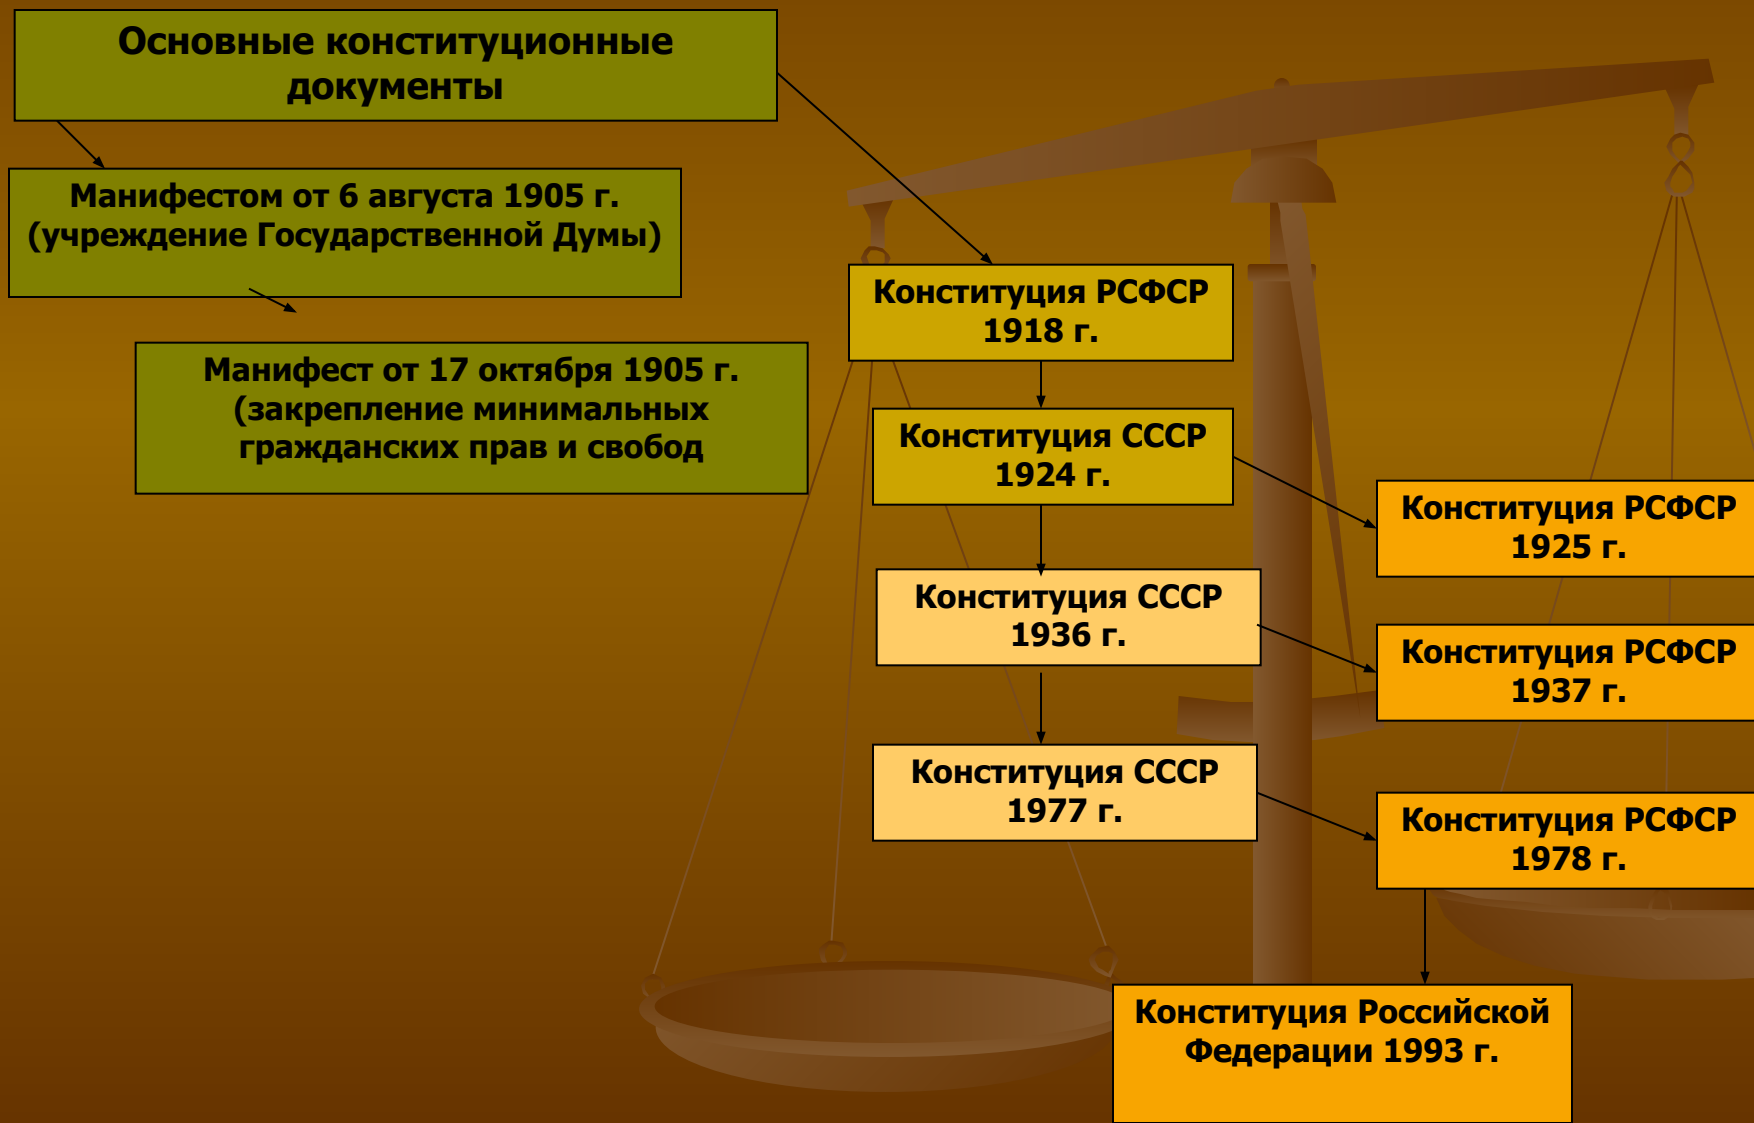 Основные конституционные
документы
Манифестом от 6 августа 1905 г.
(учреждение Государственной Думы)
Манифест от 17 октября 1905 г.
(закрепление минимальных
гражданских прав и свобод
Конституция РСФСР
1918 г.
Конституция СССР
1924 г.
Конституция РСФСР
1925 г.
Конституция СССР
1936 г.
Конституция РСФСР
1937 г.
Конституция СССР
1977 г.
Конституция РСФСР
1978 г.
Конституция Российской
Федерации 1993 г.